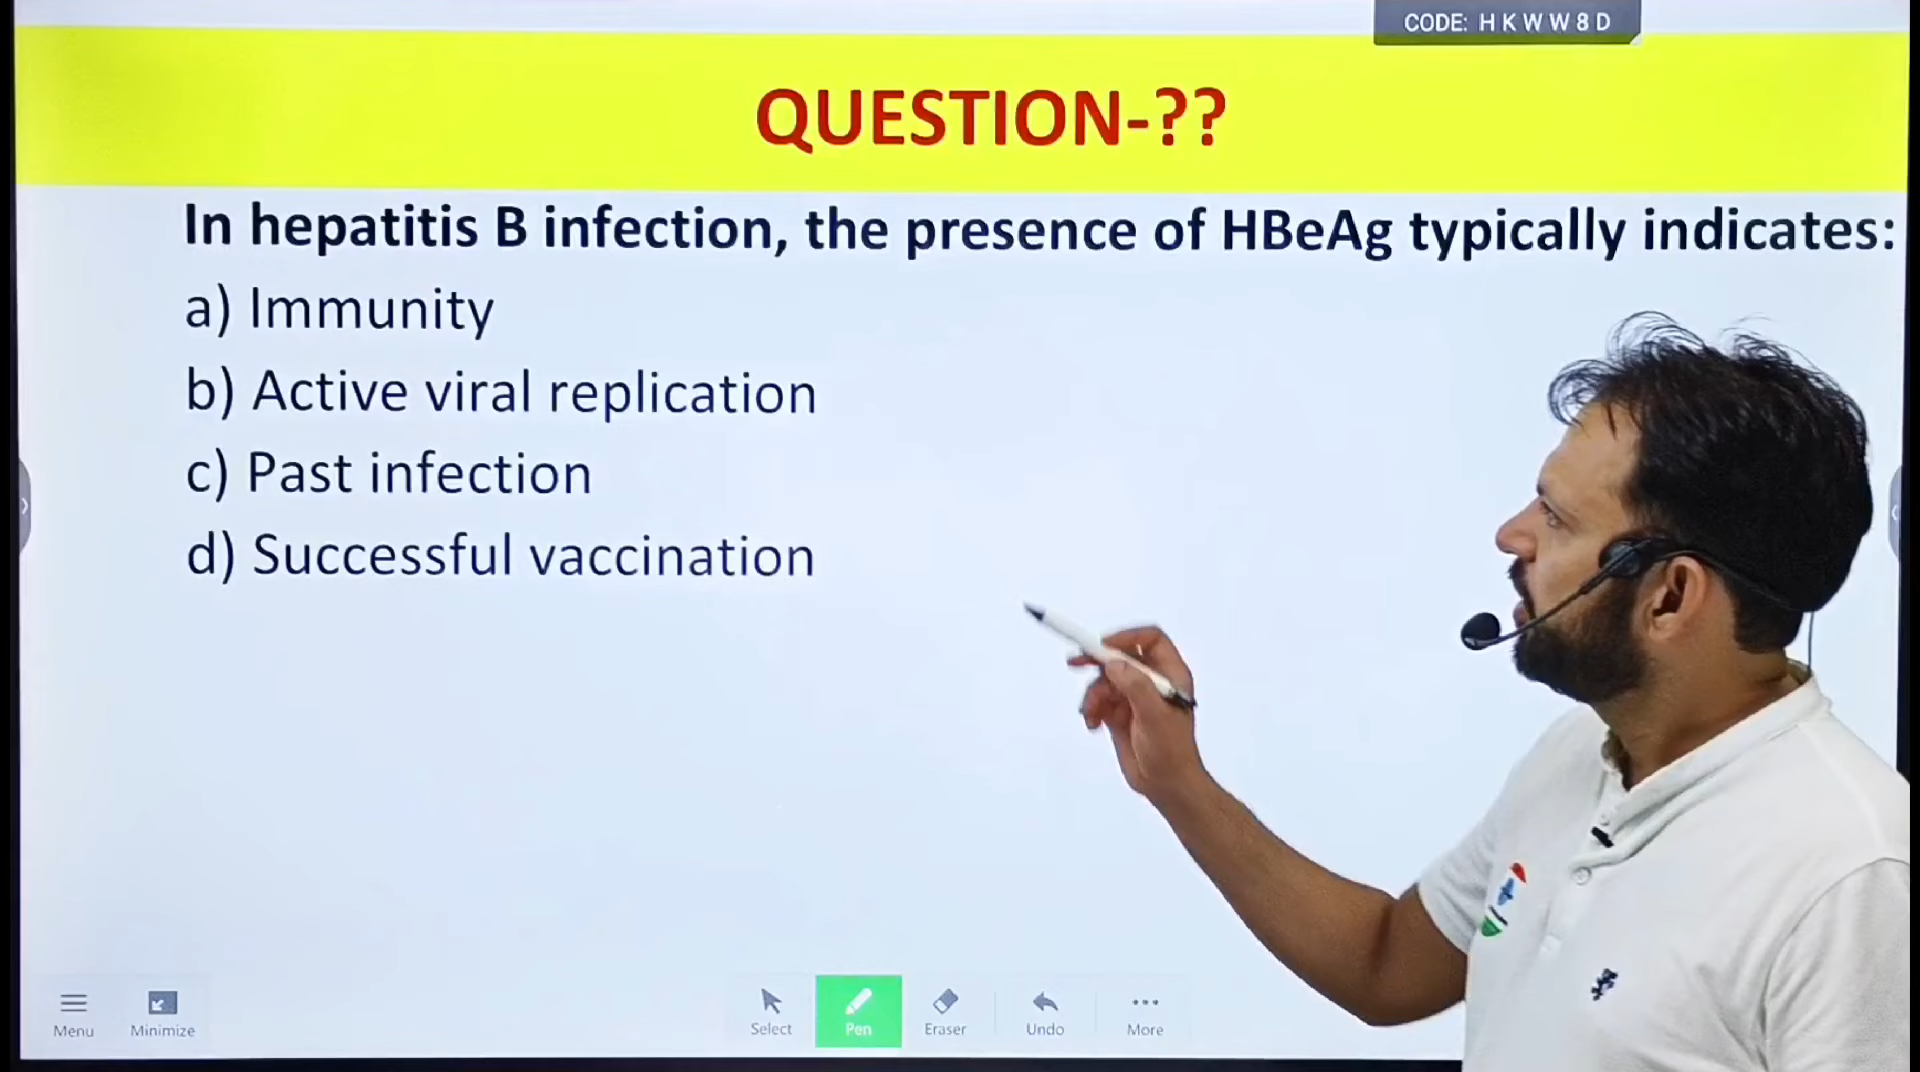 CODE: HKWW8D
QUESTION-??
In hepatitis B infection, the presence of HBeAg typically indicates:
a) Immunity
b) Active viral replication
c) Past infection
d) Successful vaccination
Menu
Minimize
Select
Pen
Eraser
Undo
More